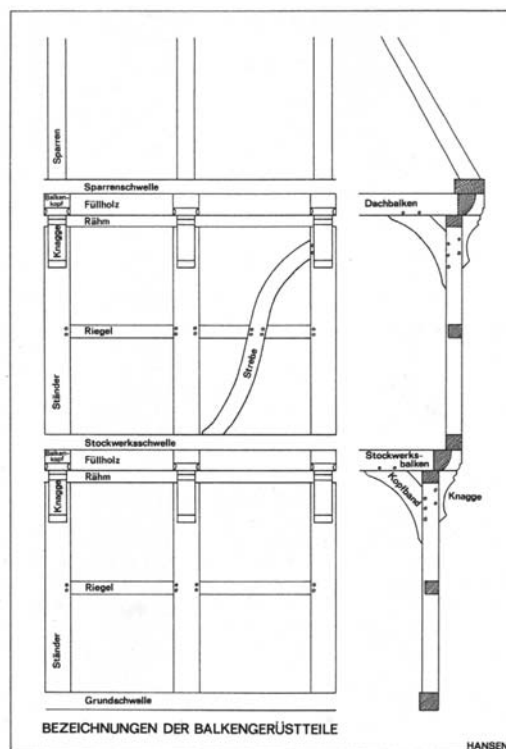 Sparren
Sparrenschwelle
Balken-
kopf
Füllholz
Dachbalken
Rähm
Knagge
Riegel
Strebe
Ständer
Stockwerksschwelle
Balken-
kopf
Füllholz
Stockwerks-
balken
Rähm
Kopfband
Knagge
Knagge
Riegel
Ständer
Grundschwelle
BEZEICHNUNGEN DER BALKENGERÜSTTEILE
HANSEN